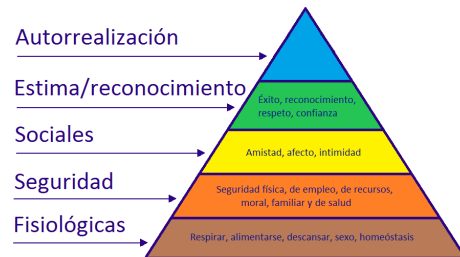 Autorrealización
Estima/reconocimiento
Éxito, reconocimiento,
respeto, confianza
Sociales
Amistad, afecto, intimidad
Seguridad
Seguridad física, de empleo, de recursos,
moral, familiar y de salud
Fisiológicas
Respirar, alimentarse, descansar, sexo, homeóstasis